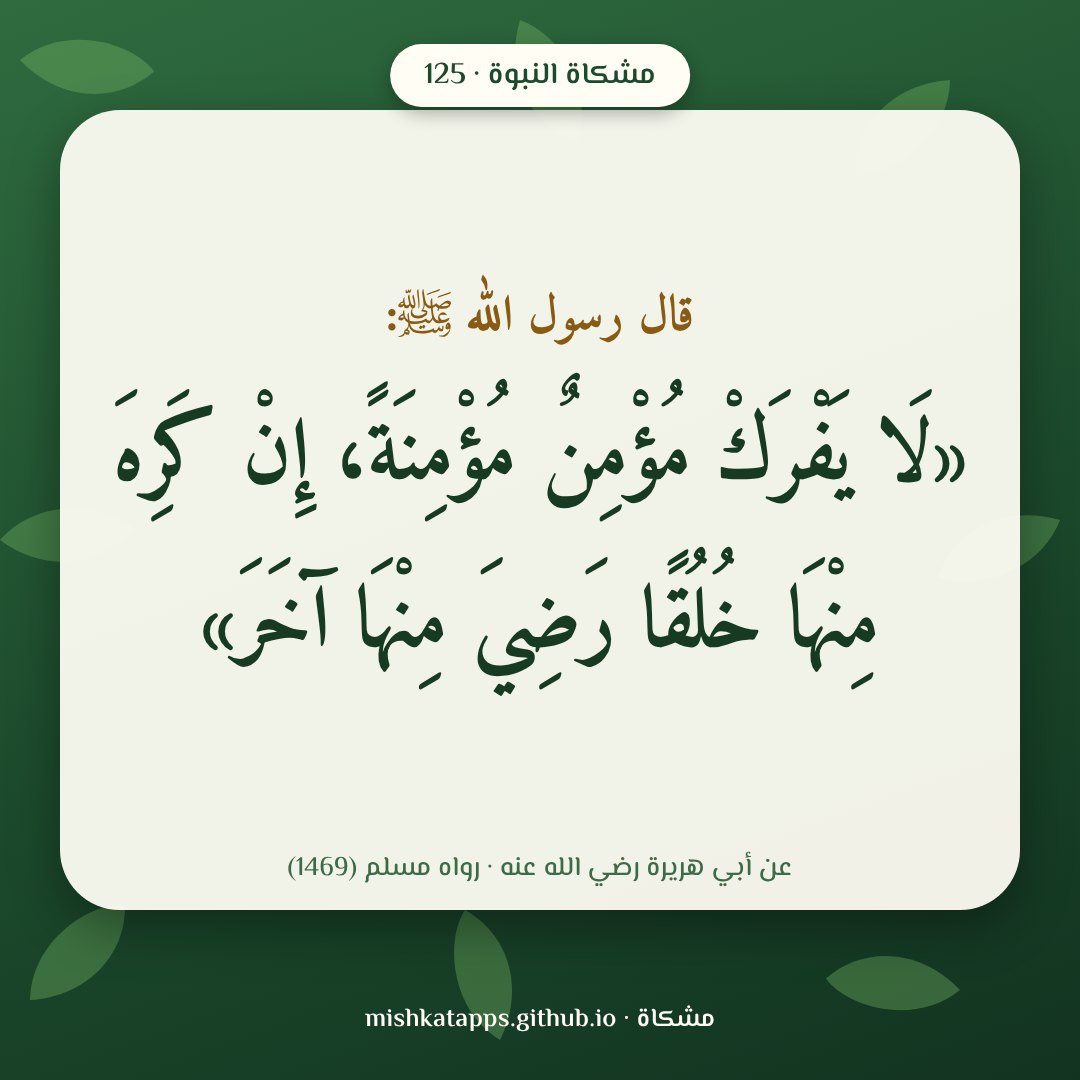 مشكاة النبوة · 125
قال رسول الله ﷺ:
«لَا يَفْرَكْ مُؤْمِنٌ مُؤْمِنَةً، إِنْ كَرِهَ
مِنْهَا خُلُقًا رَضِيَ مِنْهَا آخَرَ»
عن أبي هريرة رضي الله عنه · رواه مسلم (1469)
مشكاة · mishkatapps.github.io